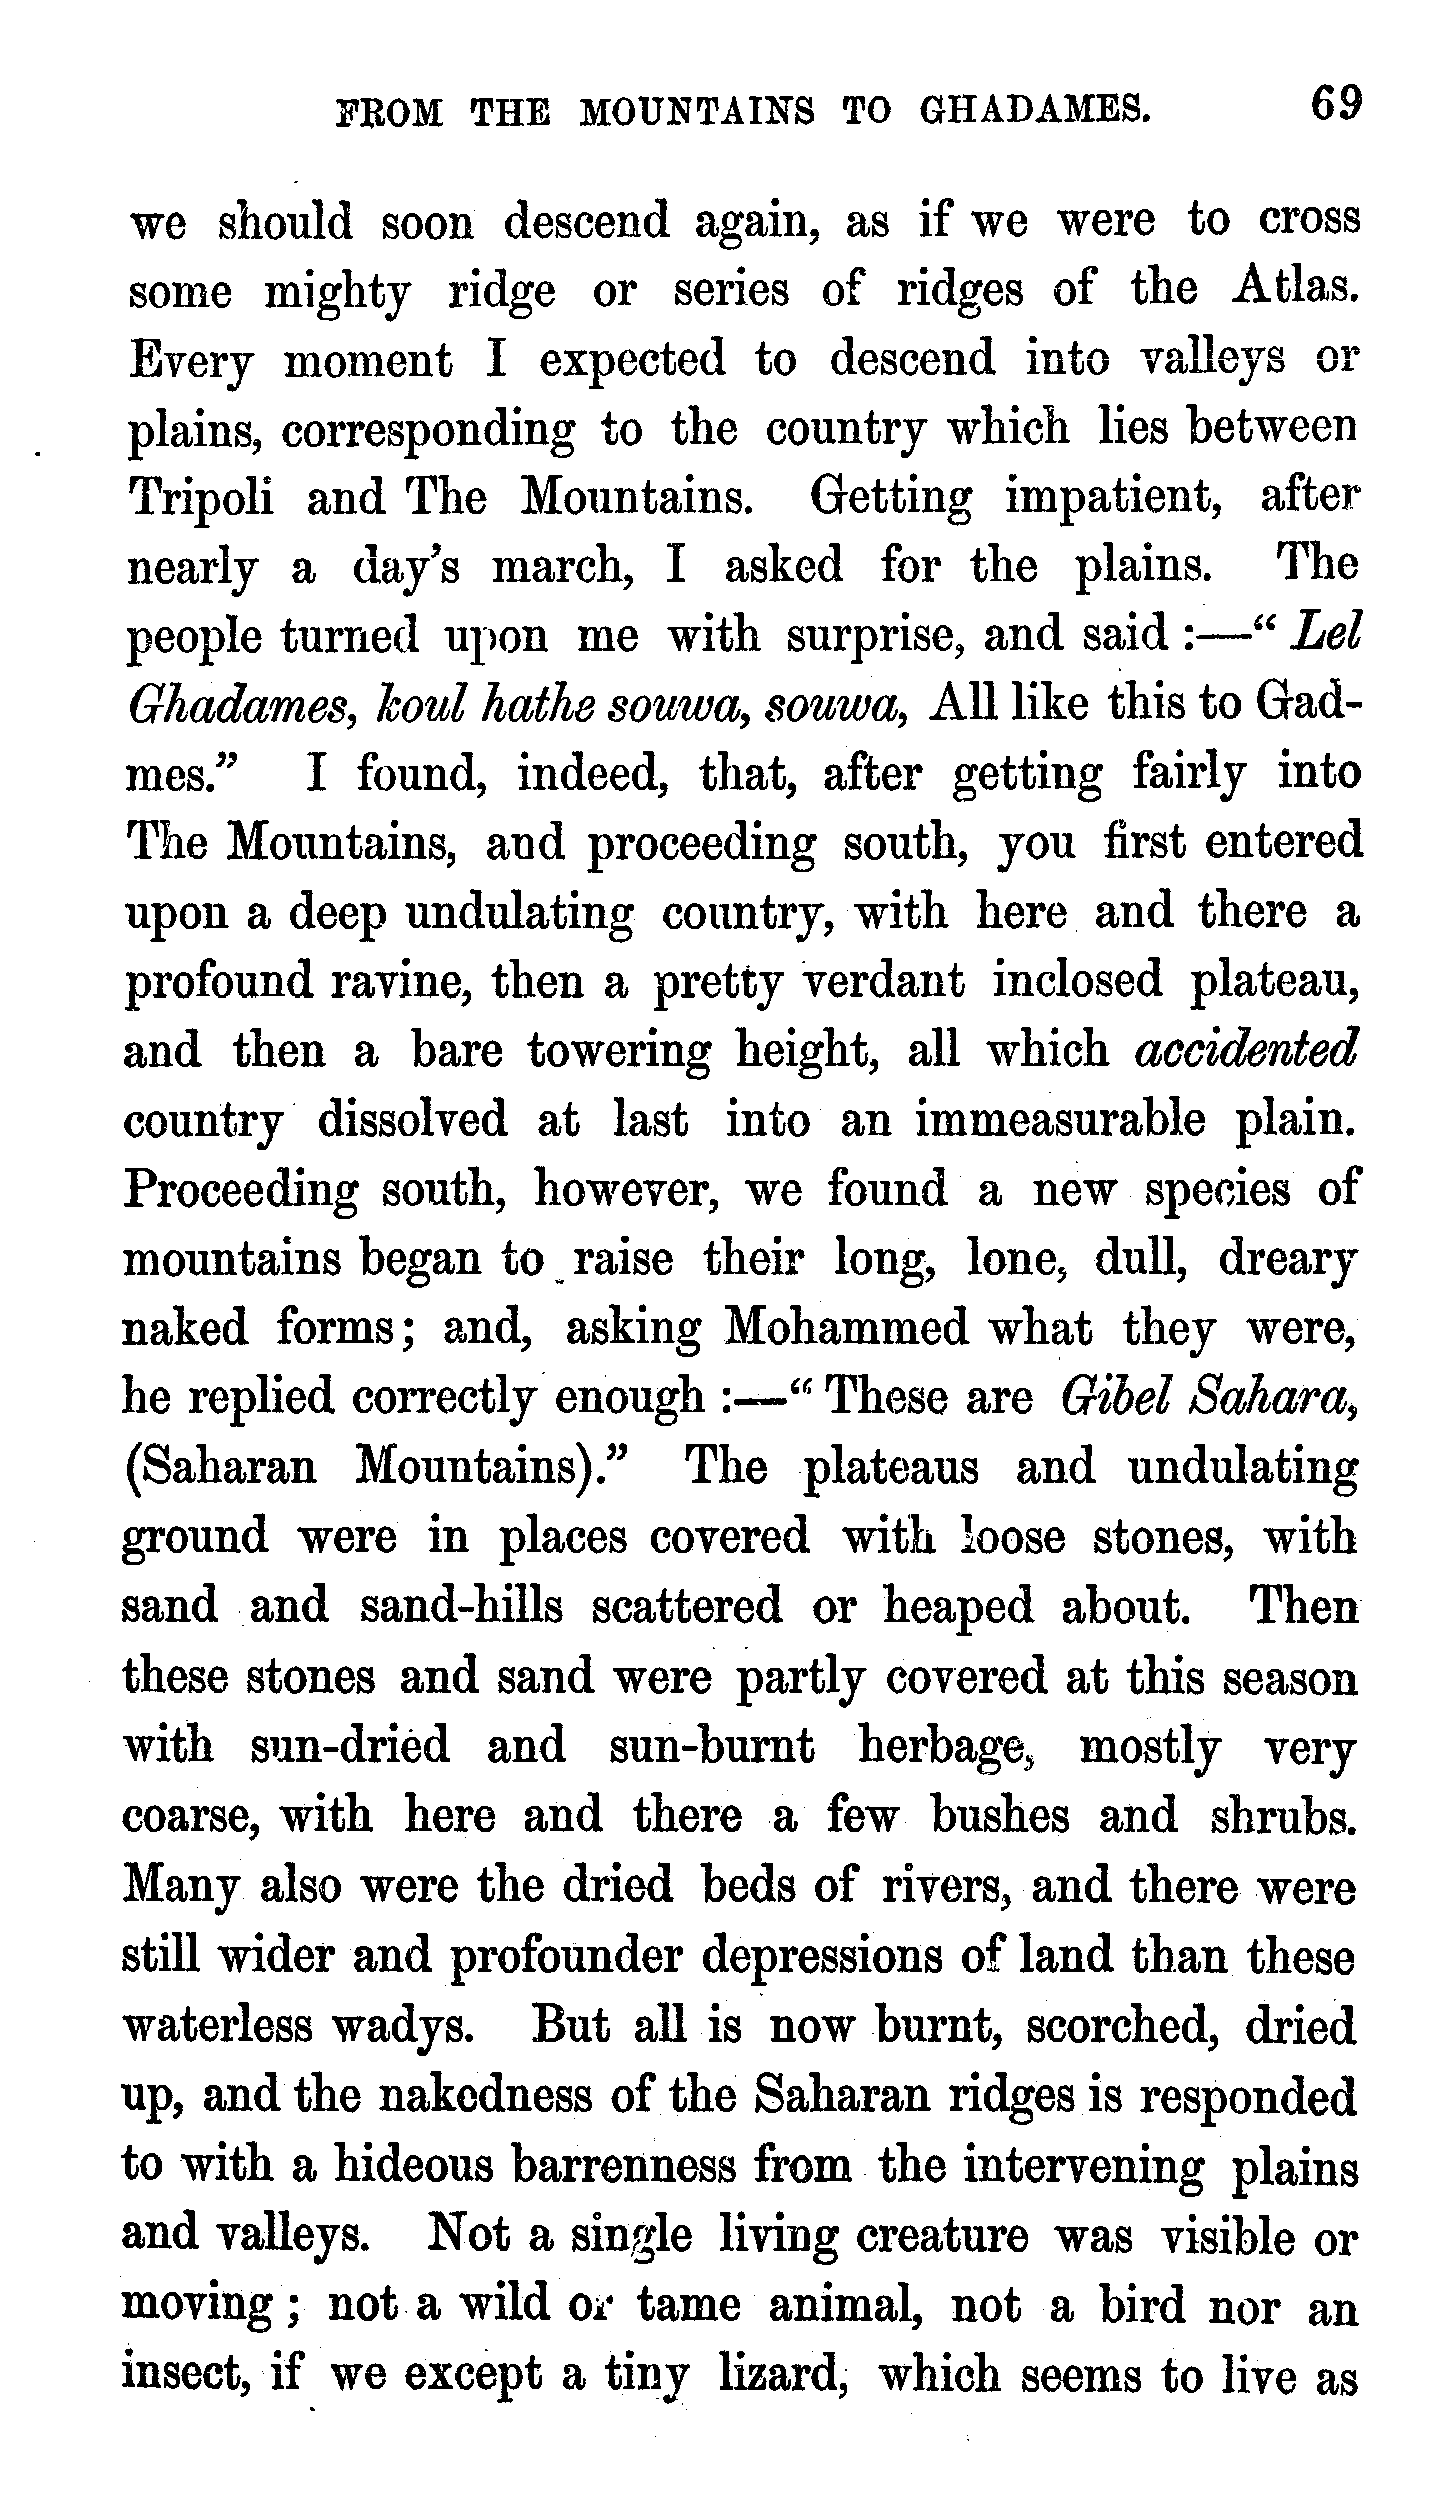 FROM THE MOUNTAINS TO GHADAMES. 69
we should soon descend again, as if we were to cross
some mighty ridge or series of ridges of the Atlas.
Every moment I expected to descend into valleys or
plains, corresponding to the country which lies between
Tripoli and The Mountains. Getting impatient, after
nearly a day's march, I asked for the plains. The
people turned upon me with surprise, and said :—“ Lel
Ghadames, koul hathe souwa, souwa, All like this to Gad-
mes.” I found, indeed, that, after getting fairly into
The Mountains, and proceeding south, you first entered
upon a deep undulating country, with here and there a
profound ravine, then a pretty verdant inclosed plateau,
and then a bare towering height, all which accidented
country dissolved at last into an immeasurable plain.
Proceeding south, however, we found a new species of
mountains began to raise their long, lone, dull, dreary
naked forms; and, asking Mohammed what they were,
he replied correctly enough :—“ These are Gibel Sahara,
(Saharan Mountains).” The plateaus and undulating
ground were in places covered with loose stones, with
sand and sand-hills scattered or heaped about. Then
these stones and sand were partly covered at this season
with sun-dried and sun-burnt herbage, mostly very
coarse, with here and there a few bushes and shrubs.
Many also were the dried beds of rivers, and there were
still wider and profounder depressions of land than these
waterless wadys. But all is now burnt, scorched, dried
up, and the nakedness of the Saharan ridges is responded
to with a hideous barrenness from the intervening plains
and valleys. Not a single living creature was visible or
moving ; not a wild or tame animal, not a bird nor an
insect, if we except a tiny lizard, which seems to live as